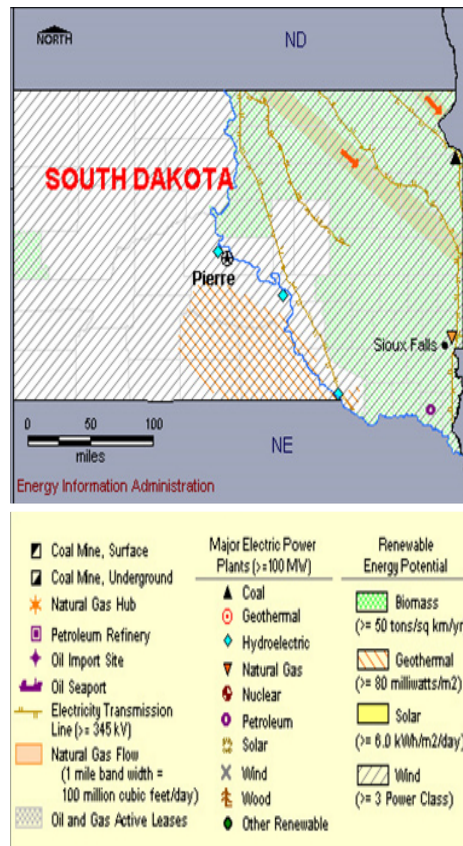 NORTH
ND
SOUTH DAKOTA
Pierre
Sioux Falls
0 50 100
miles
NE
Energy Information Administration
Coal Mine, Surface
Coal Mine, Underground
Natural Gas Hub
Petroleum Refinery
Oil Import Site
Oil Seaport
Electricity Transmission
Line (>= 345 kV)
Natural Gas Flow
(1 mile band width =
100 million cubic feet/day)
Oil and Gas Active Leases
Major Electric Power
Plants (>=100 MW)
Coal
Geothermal
Hydroelectric
Natural Gas
Nuclear
Petroleum
Solar
Wind
Wood
Other Renewable
Renewable
Energy Potential
Biomass
(>= 50 tons/sq km/yr
Geothermal
(>= 80 milliwatts/m2)
Solar
(>= 6.0 kWh/m2/day)
Wind
(>= 3 Power Class)